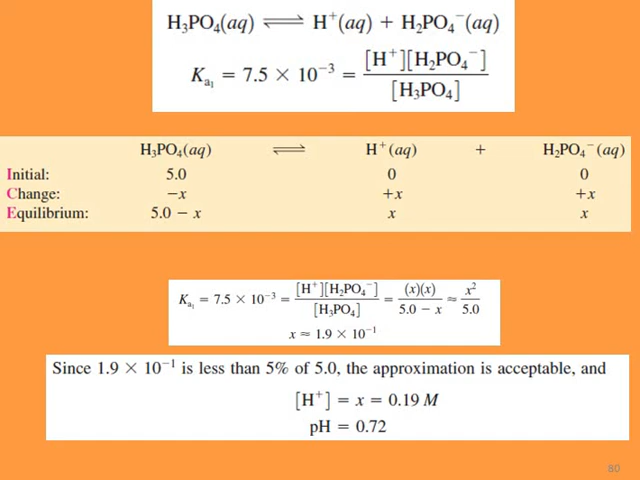 H₃PO₄(aq) ⇌ H⁺(aq) + H₂PO₄⁻(aq)
Kₐ₁ = 7.5 × 10⁻³ = [H⁺][H₂PO₄⁻] / [H₃PO₄]
H₃PO₄(aq) ⇌ H⁺(aq) + H₂PO₄⁻(aq)
Initial: 5.0 0 0
Change: −x +x +x
Equilibrium: 5.0 − x x x
Kₐ₁ = 7.5 × 10⁻³ = [H⁺][H₂PO₄⁻] / [H₃PO₄] = (x)(x) / 5.0 − x ≈ x² / 5.0
x ≈ 1.9 × 10⁻¹
Since 1.9 × 10⁻¹ is less than 5% of 5.0, the approximation is acceptable, and
[H⁺] = x = 0.19 M
pH = 0.72
80